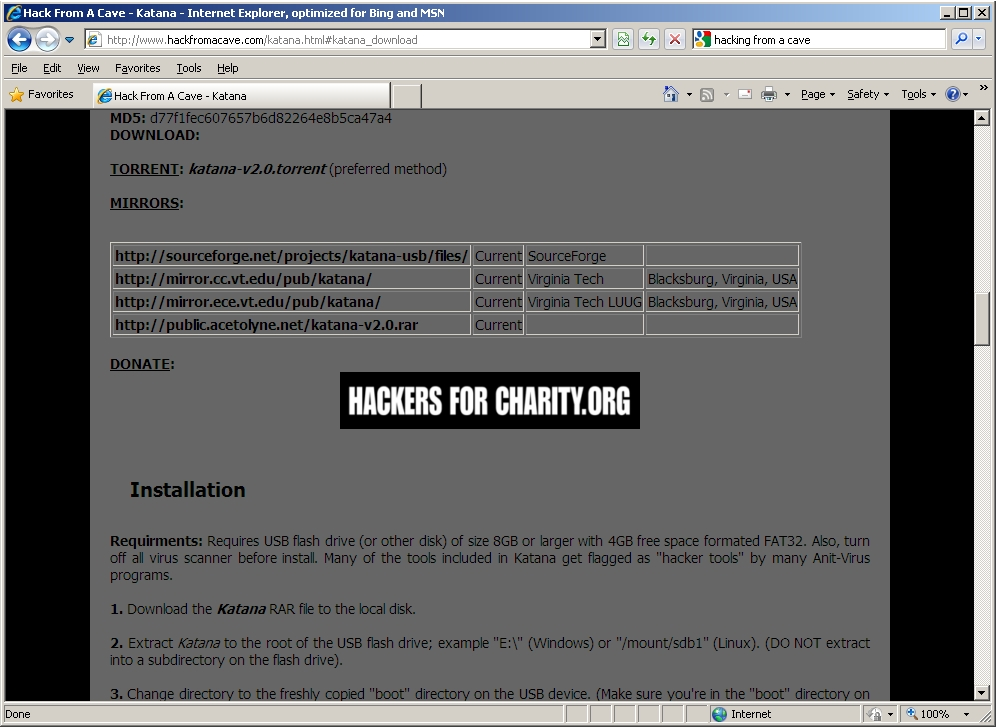 Hack From A Cave - Katana - Internet Explorer, optimized for Bing and MSN
http://www.hackfromacave.com/katana.html#katana_download
hacking from a cave
File Edit View Favorites Tools Help
Favorites Hack From A Cave - Katana Page Safety Tools
MD5: d77f1fec607657b6d82264e8b5ca47a4
DOWNLOAD:
TORRENT: katana-v2.0.torrent (preferred method)
MIRRORS:
http://sourceforge.net/projects/katana-usb/files/ Current SourceForge
http://mirror.cc.vt.edu/pub/katana/ Current Virginia Tech Blacksburg, Virginia, USA
http://mirror.ece.vt.edu/pub/katana/ Current Virginia Tech LUUG Blacksburg, Virginia, USA
http://public.acetolyne.net/katana-v2.0.rar Current
DONATE:
HACKERS FOR CHARITY.ORG
Installation
Requirments: Requires USB flash drive (or other disk) of size 8GB or larger with 4GB free space formated FAT32. Also, turn
off all virus scanner before install. Many of the tools included in Katana get flagged as "hacker tools" by many Anit-Virus
programs.
1. Download the Katana RAR file to the local disk.
2. Extract Katana to the root of the USB flash drive; example "E:\" (Windows) or "/mount/sdb1" (Linux). (DO NOT extract
into a subdirectory on the flash drive).
3. Change directory to the freshly copied "boot" directory on the USB device. (Make sure you're in the "boot" directory on
Done Internet 100%